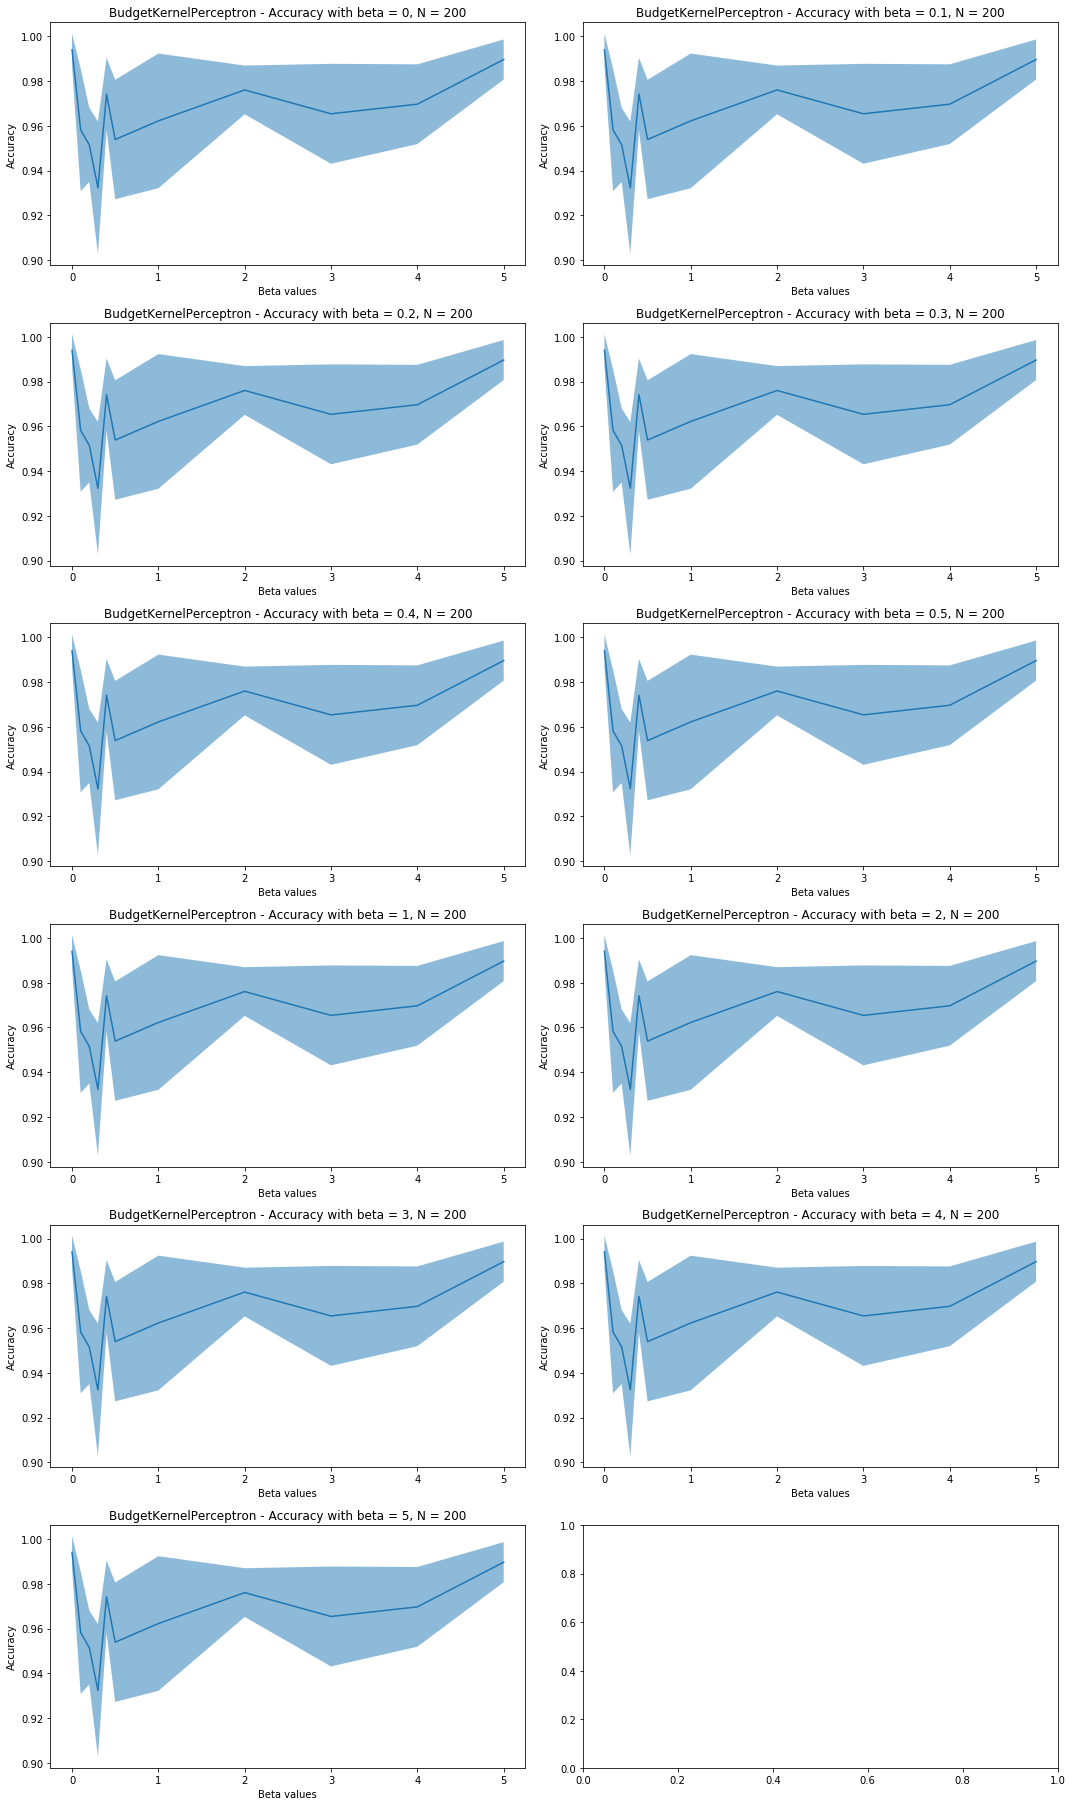 BudgetKernelPerceptron - Accuracy with beta = 0, N = 200
1.00
0.98
0.96
0.94
0.92
0.90
Accuracy
0 1 2 3 4 5
Beta values
BudgetKernelPerceptron - Accuracy with beta = 0.1, N = 200
1.00
0.98
0.96
0.94
0.92
0.90
Accuracy
0 1 2 3 4 5
Beta values
BudgetKernelPerceptron - Accuracy with beta = 0.2, N = 200
1.00
0.98
0.96
0.94
0.92
0.90
Accuracy
0 1 2 3 4 5
Beta values
BudgetKernelPerceptron - Accuracy with beta = 0.3, N = 200
1.00
0.98
0.96
0.94
0.92
0.90
Accuracy
0 1 2 3 4 5
Beta values
BudgetKernelPerceptron - Accuracy with beta = 0.4, N = 200
1.00
0.98
0.96
0.94
0.92
0.90
Accuracy
0 1 2 3 4 5
Beta values
BudgetKernelPerceptron - Accuracy with beta = 0.5, N = 200
1.00
0.98
0.96
0.94
0.92
0.90
Accuracy
0 1 2 3 4 5
Beta values
BudgetKernelPerceptron - Accuracy with beta = 1, N = 200
1.00
0.98
0.96
0.94
0.92
0.90
Accuracy
0 1 2 3 4 5
Beta values
BudgetKernelPerceptron - Accuracy with beta = 2, N = 200
1.00
0.98
0.96
0.94
0.92
0.90
Accuracy
0 1 2 3 4 5
Beta values
BudgetKernelPerceptron - Accuracy with beta = 3, N = 200
1.00
0.98
0.96
0.94
0.92
0.90
Accuracy
0 1 2 3 4 5
Beta values
BudgetKernelPerceptron - Accuracy with beta = 4, N = 200
1.00
0.98
0.96
0.94
0.92
0.90
Accuracy
0 1 2 3 4 5
Beta values
BudgetKernelPerceptron - Accuracy with beta = 5, N = 200
1.00
0.98
0.96
0.94
0.92
0.90
Accuracy
0 1 2 3 4 5
Beta values
1.0
0.8
0.6
0.4
0.2
0.0
0.0 0.2 0.4 0.6 0.8 1.0